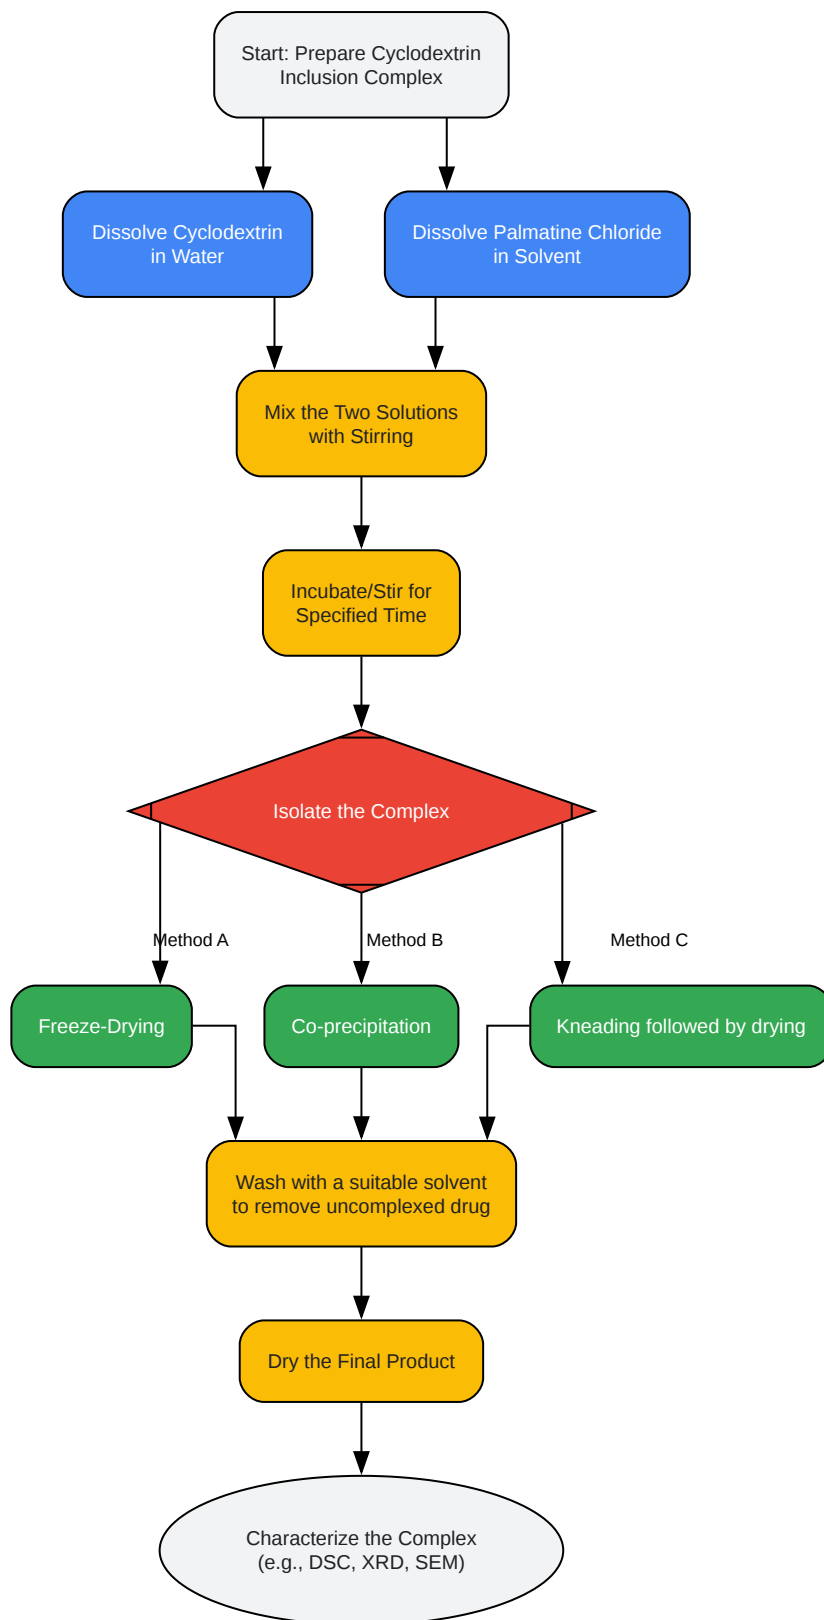 Start: Prepare Cyclodextrin
Inclusion Complex
Dissolve Cyclodextrin
in Water
Dissolve Palmatine Chloride
in Solvent
Mix the Two Solutions
with Stirring
Incubate/Stir for
Specified Time
Isolate the Complex
Method A
Method B
Method C
Freeze-Drying
Co-precipitation
Kneading followed by drying
Wash with a suitable solvent
to remove uncomplexed drug
Dry the Final Product
Characterize the Complex
(e.g., DSC, XRD, SEM)